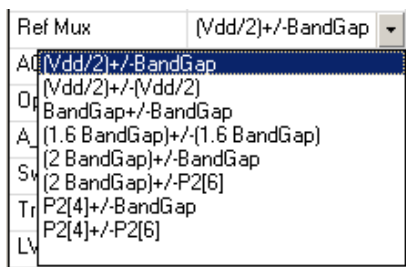 Ref Mux (Vdd/2)+/-BandGap
(Vdd/2)+/-BandGap
(Vdd/2)+/-(Vdd/2)
BandGap+/-BandGap
(1.6 BandGap)+/-(1.6 BandGap)
(2 BandGap)+/-BandGap
(2 BandGap)+/-P2[6]
P2[4]+/-BandGap
P2[4]+/-P2[6]